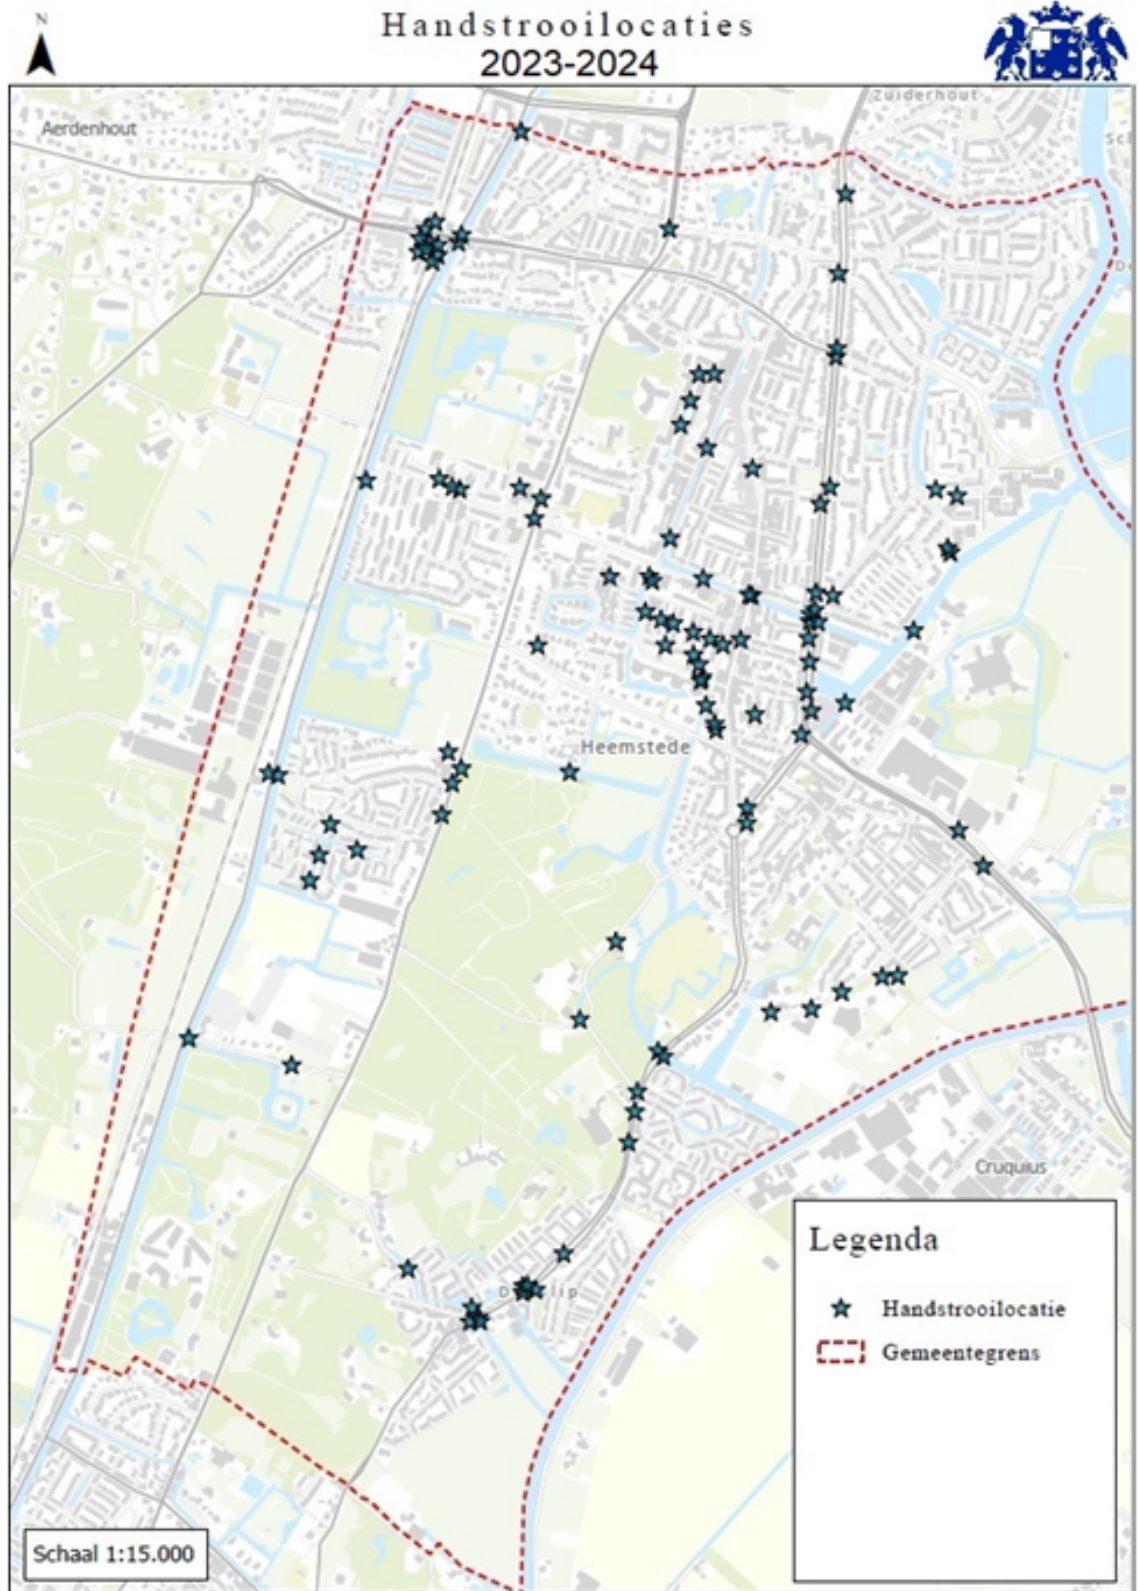 N
Handstrooilocaties
2023-2024
Zuiderhout
Aerdenhout
Heemstede
Cruquius
Legenda
Handstrooilocatie
Gemeentegrens
Schaal 1:15.000